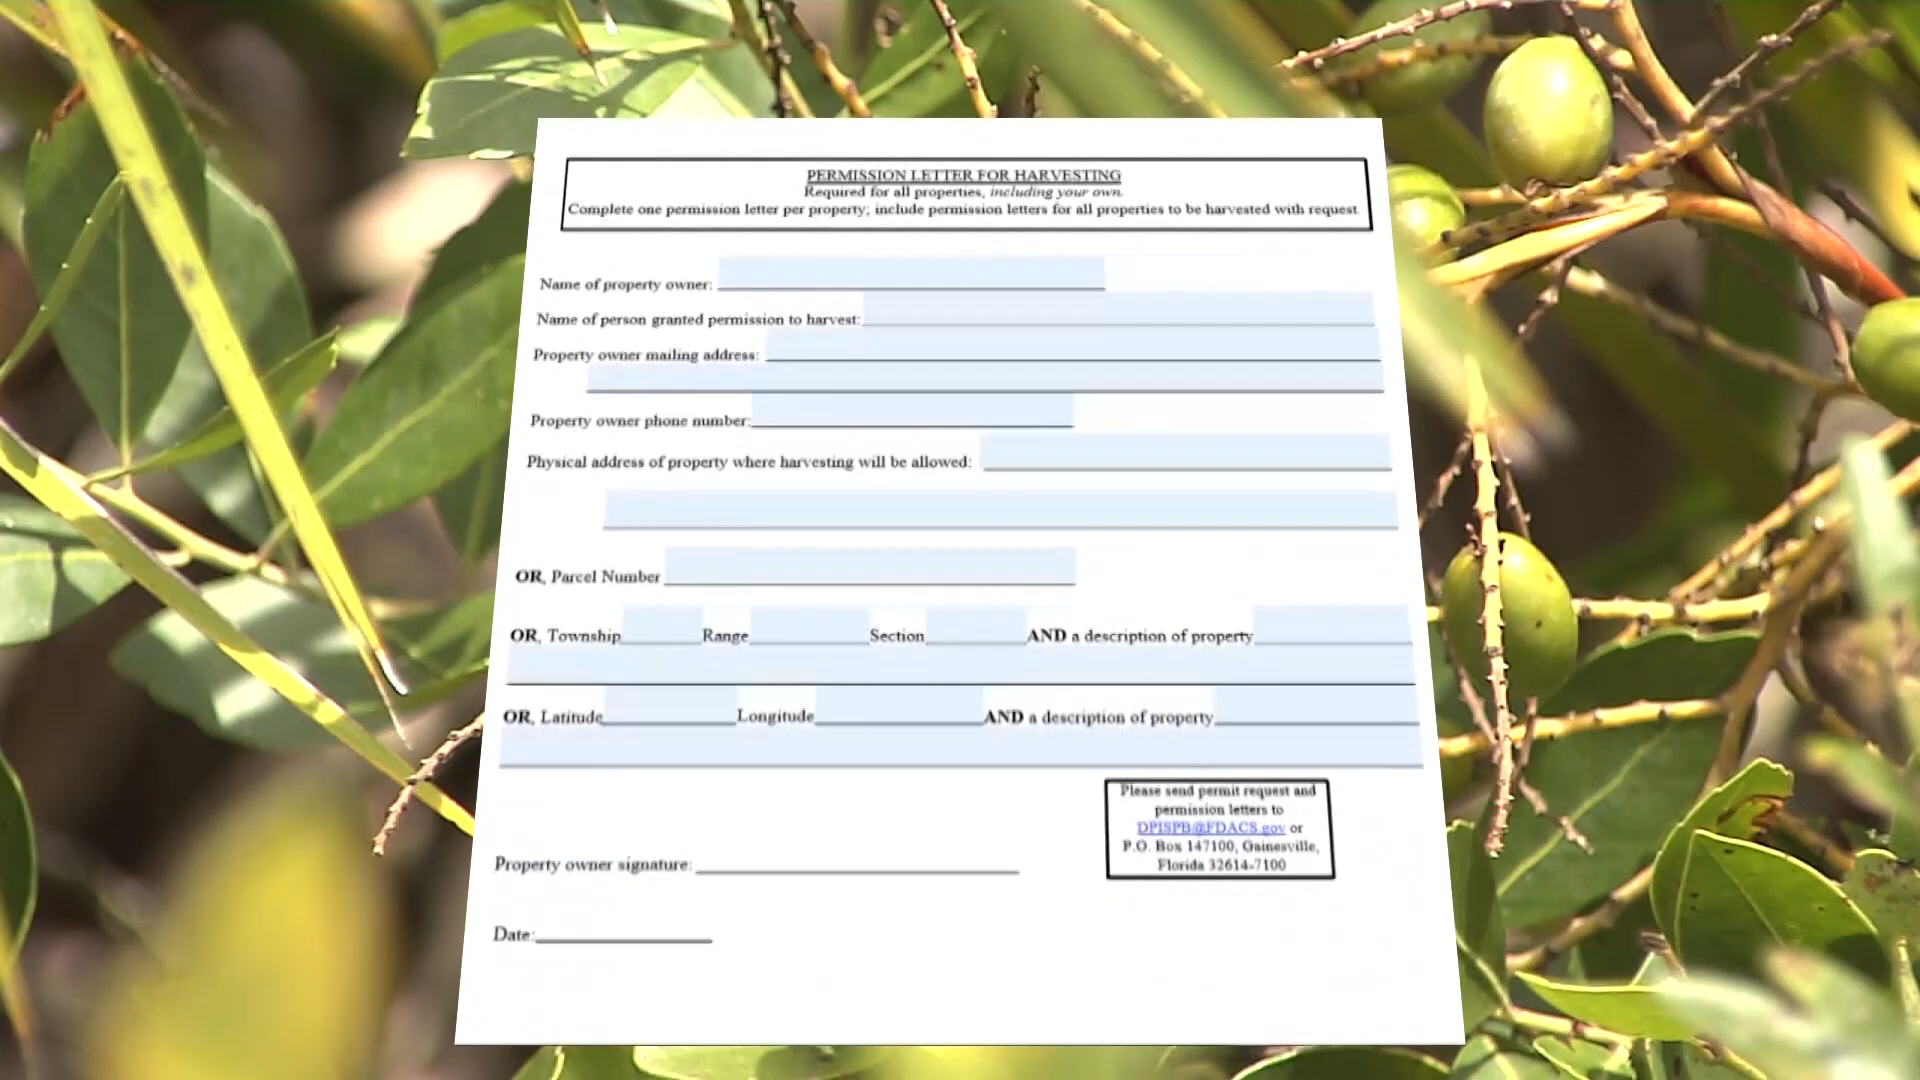 PERMISSION LETTER FOR HARVESTING
Required for all properties, including your own.
Complete one permission letter per property; include permission letters for all properties to be harvested with request
Name of property owner:
Name of person granted permission to harvest:
Property owner mailing address:
Property owner phone number:
Physical address of property where harvesting will be allowed:
OR, Parcel Number
OR, Township Range Section AND a description of property
OR, Latitude Longitude AND a description of property
Please send permit request and
permission letters to
DPISPB@FDACS.gov or
P.O. Box 147100, Gainesville,
Florida 32614-7100
Property owner signature:
Date: